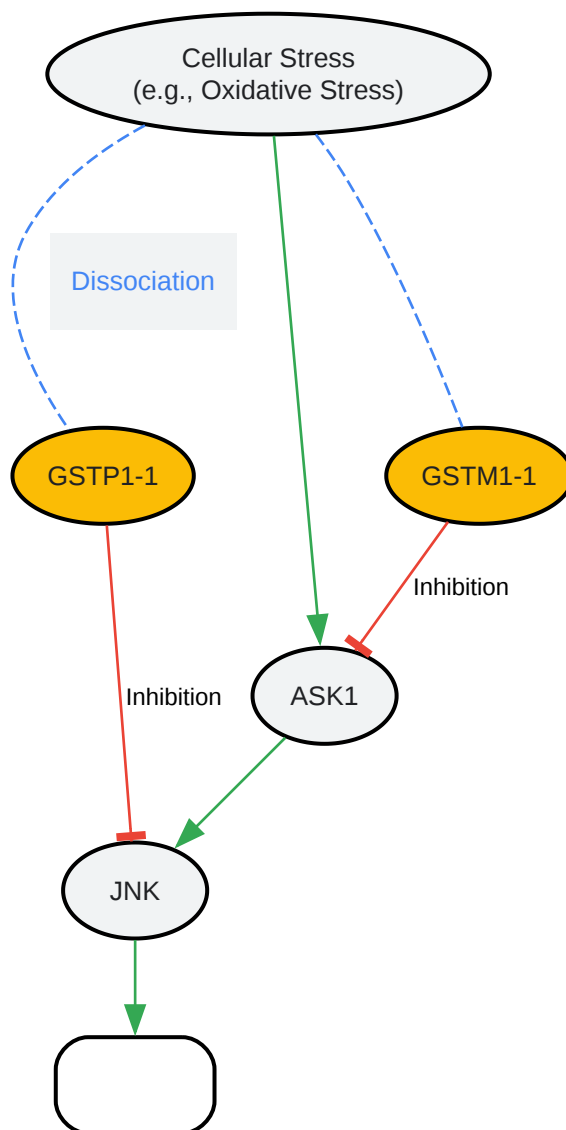 Cellular Stress
(e.g., Oxidative Stress)
Dissociation
GSTP1-1
GSTM1-1
Inhibition
ASK1
Inhibition
JNK